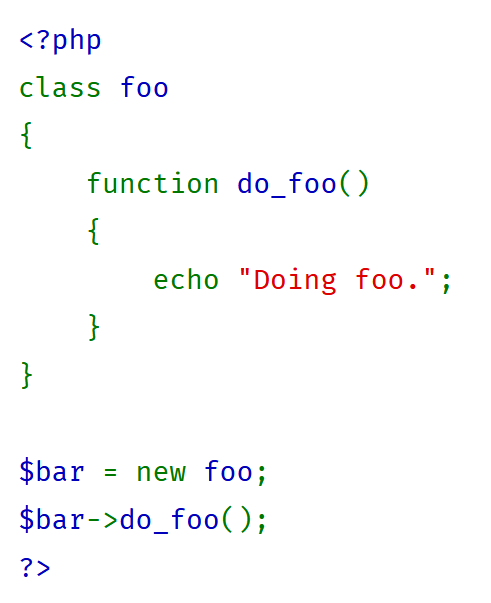 <?php
class foo
{
    function do_foo()
    {
        echo "Doing foo.";
    }
}

$bar = new foo;
$bar->do_foo();
?>